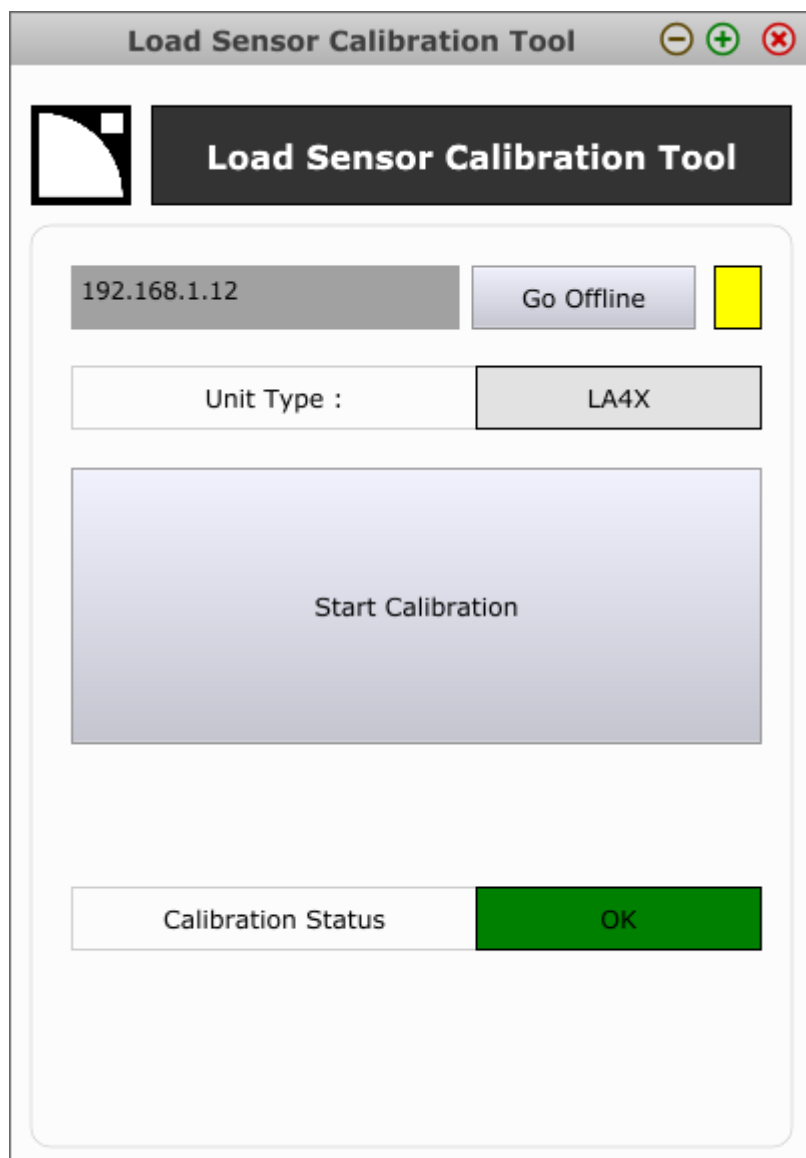 Load Sensor Calibration Tool
Load Sensor Calibration Tool
192.168.1.12
Go Offline
Unit Type :
LA4X
Start Calibration
Calibration Status
OK